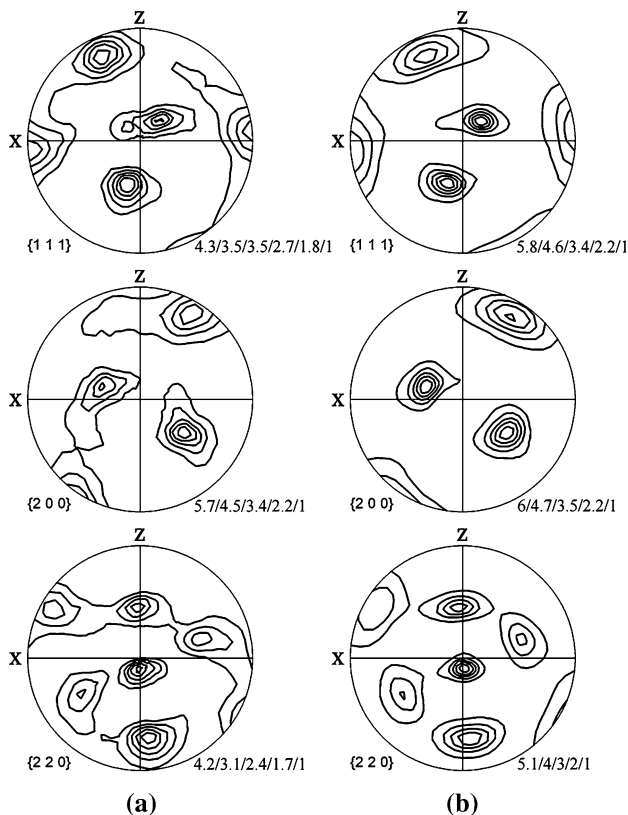 Z Z
X X
{1 1 1} 4.3/3.5/3.5/2.7/1.8/1 {1 1 1} 5.8/4.6/3.4/2.2/1
Z Z
X X
{2 0 0} 5.7/4.5/3.4/2.2/1 {2 0 0} 6/4.7/3.5/2.2/1
Z Z
X X
{2 2 0} 4.2/3.1/2.4/1.7/1 {2 2 0} 5.1/4/3/2/1
(a) (b)